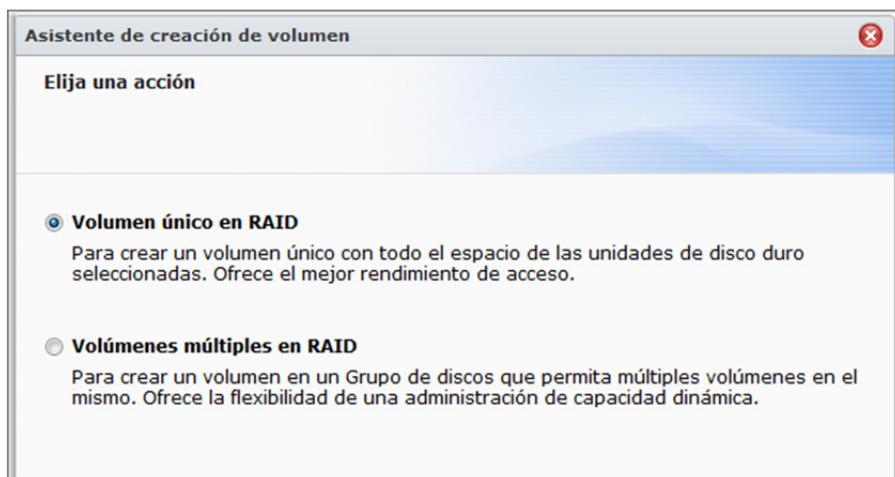 Asistente de creación de volumen
Elija una acción
Volumen único en RAID
Para crear un volumen único con todo el espacio de las unidades de disco duro
seleccionadas. Ofrece el mejor rendimiento de acceso.
Volúmenes múltiples en RAID
Para crear un volumen en un Grupo de discos que permita múltiples volúmenes en el
mismo. Ofrece la flexibilidad de una administración de capacidad dinámica.